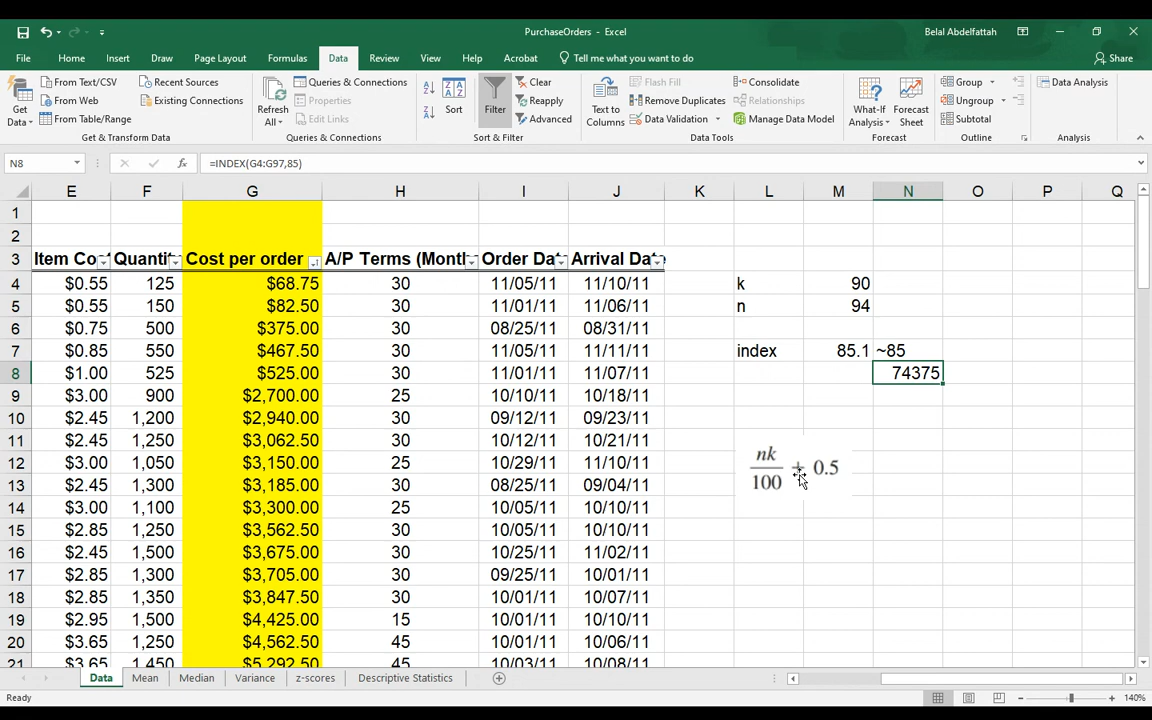 PurchaseOrders - Excel
Belal Abdelfattah
File Home Insert Draw Page Layout Formulas Data Review View Help Acrobat Tell me what you want to do Share
Get Data
From Text/CSV
From Web
From Table/Range
Recent Sources
Existing Connections
Get & Transform Data
Refresh All
Queries & Connections
Properties
Edit Links
Queries & Connections
Sort
Filter
Clear
Reapply
Advanced
Sort & Filter
Text to Columns
Flash Fill
Remove Duplicates
Data Validation
Consolidate
Relationships
Manage Data Model
Data Tools
What-If Analysis
Forecast Sheet
Forecast
Group
Ungroup
Subtotal
Outline
Data Analysis
Analysis
N8 fx =INDEX(G4:G97,85)
E F G H I J K L M N O P Q
1
2
3 Item Co Quantit Cost per order A/P Terms (Montl Order Dat Arrival Date
4 $0.55 125 $68.75 30 11/05/11 11/10/11 k 90
5 $0.55 150 $82.50 30 11/01/11 11/06/11 n 94
6 $0.75 500 $375.00 30 08/25/11 08/31/11
7 $0.85 550 $467.50 30 11/05/11 11/11/11 index 85.1 ~85
8 $1.00 525 $525.00 30 11/01/11 11/07/11 74375
9 $3.00 900 $2,700.00 25 10/10/11 10/18/11
10 $2.45 1,200 $2,940.00 30 09/12/11 09/23/11
11 $2.45 1,250 $3,062.50 30 10/12/11 10/21/11
12 $3.00 1,050 $3,150.00 25 10/29/11 11/10/11
13 $2.45 1,300 $3,185.00 30 08/25/11 09/04/11
14 $3.00 1,100 $3,300.00 25 10/05/11 10/10/11
15 $2.85 1,250 $3,562.50 30 10/05/11 10/10/11
16 $2.45 1,500 $3,675.00 30 10/25/11 11/02/11
17 $2.85 1,300 $3,705.00 30 09/25/11 10/01/11
18 $2.85 1,350 $3,847.50 30 10/01/11 10/07/11
19 $2.95 1,500 $4,425.00 15 10/01/11 10/10/11
20 $3.65 1,250 $4,562.50 45 10/01/11 10/06/11
21 $3.65 1,450 $5,292.50 45 10/03/11 10/08/11
nk
100 + 0.5
Data Mean Median Variance z-scores Descriptive Statistics
Ready
140%